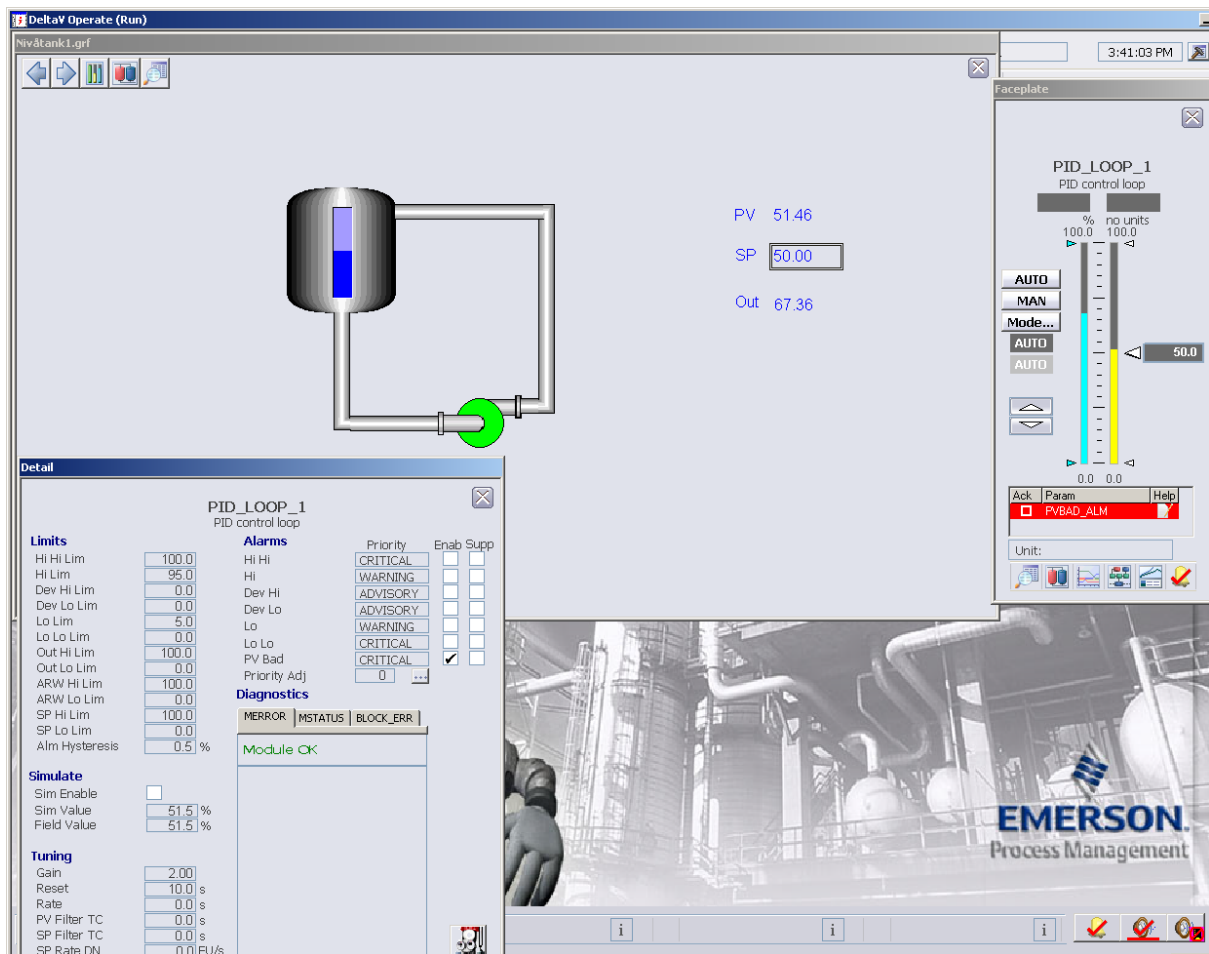 DeltaV Operate (Run)
Nivåtank1.grf
3:41:03 PM
PV 51.46
SP 50.00
Out 67.36
Faceplate
PID_LOOP_1
PID control loop
% no units
100.0 100.0
AUTO
MAN
Mode...
AUTO
50.0
AUTO
0.0 0.0
Ack Param Help
PVBAD_ALM
Unit:
Detail
PID_LOOP_1
PID control loop
Limits
Hi Hi Lim 100.0
Hi Lim 95.0
Dev Hi Lim 0.0
Dev Lo Lim 0.0
Lo Lim 5.0
Lo Lo Lim 0.0
Out Hi Lim 100.0
Out Lo Lim 0.0
ARW Hi Lim 100.0
ARW Lo Lim 0.0
SP Hi Lim 100.0
SP Lo Lim 0.0
Alm Hysteresis 0.5 %
Simulate
Sim Enable
Sim Value 51.5 %
Field Value 51.5 %
Tuning
Gain 2.00
Reset 10.0 s
Rate 0.0 s
PV Filter TC 0.0 s
SP Filter TC 0.0 s
SP Rate DN 0.0 EU/s
Alarms Priority Enab Supp
Hi Hi CRITICAL
Hi WARNING
Dev Hi ADVISORY
Dev Lo ADVISORY
Lo WARNING
Lo Lo CRITICAL
PV Bad CRITICAL
Priority Adj 0 ...
Diagnostics
MERROR MSTATUS BLOCK_ERR
Module OK
EMERSON.
Process Management
i i i